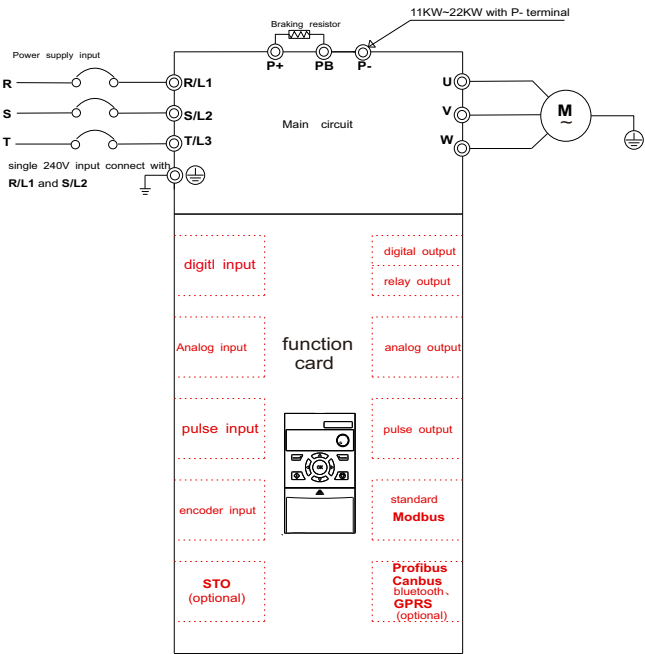 11KW~22KW with P- terminal
Braking resistor
Power supply input
P+ PB P-
R
R/L1
U
S
S/L2
V
M
~
Main circuit
T
T/L3
W
single 240V input connect with
R/L1 and S/L2
digitl input
digital output
relay output
function
card
Analog input
analog output
pulse input
pulse output
OK
encoder input
standard
Modbus
STO
(optional)
Profibus
Canbus
bluetooth、
GPRS
(optional)